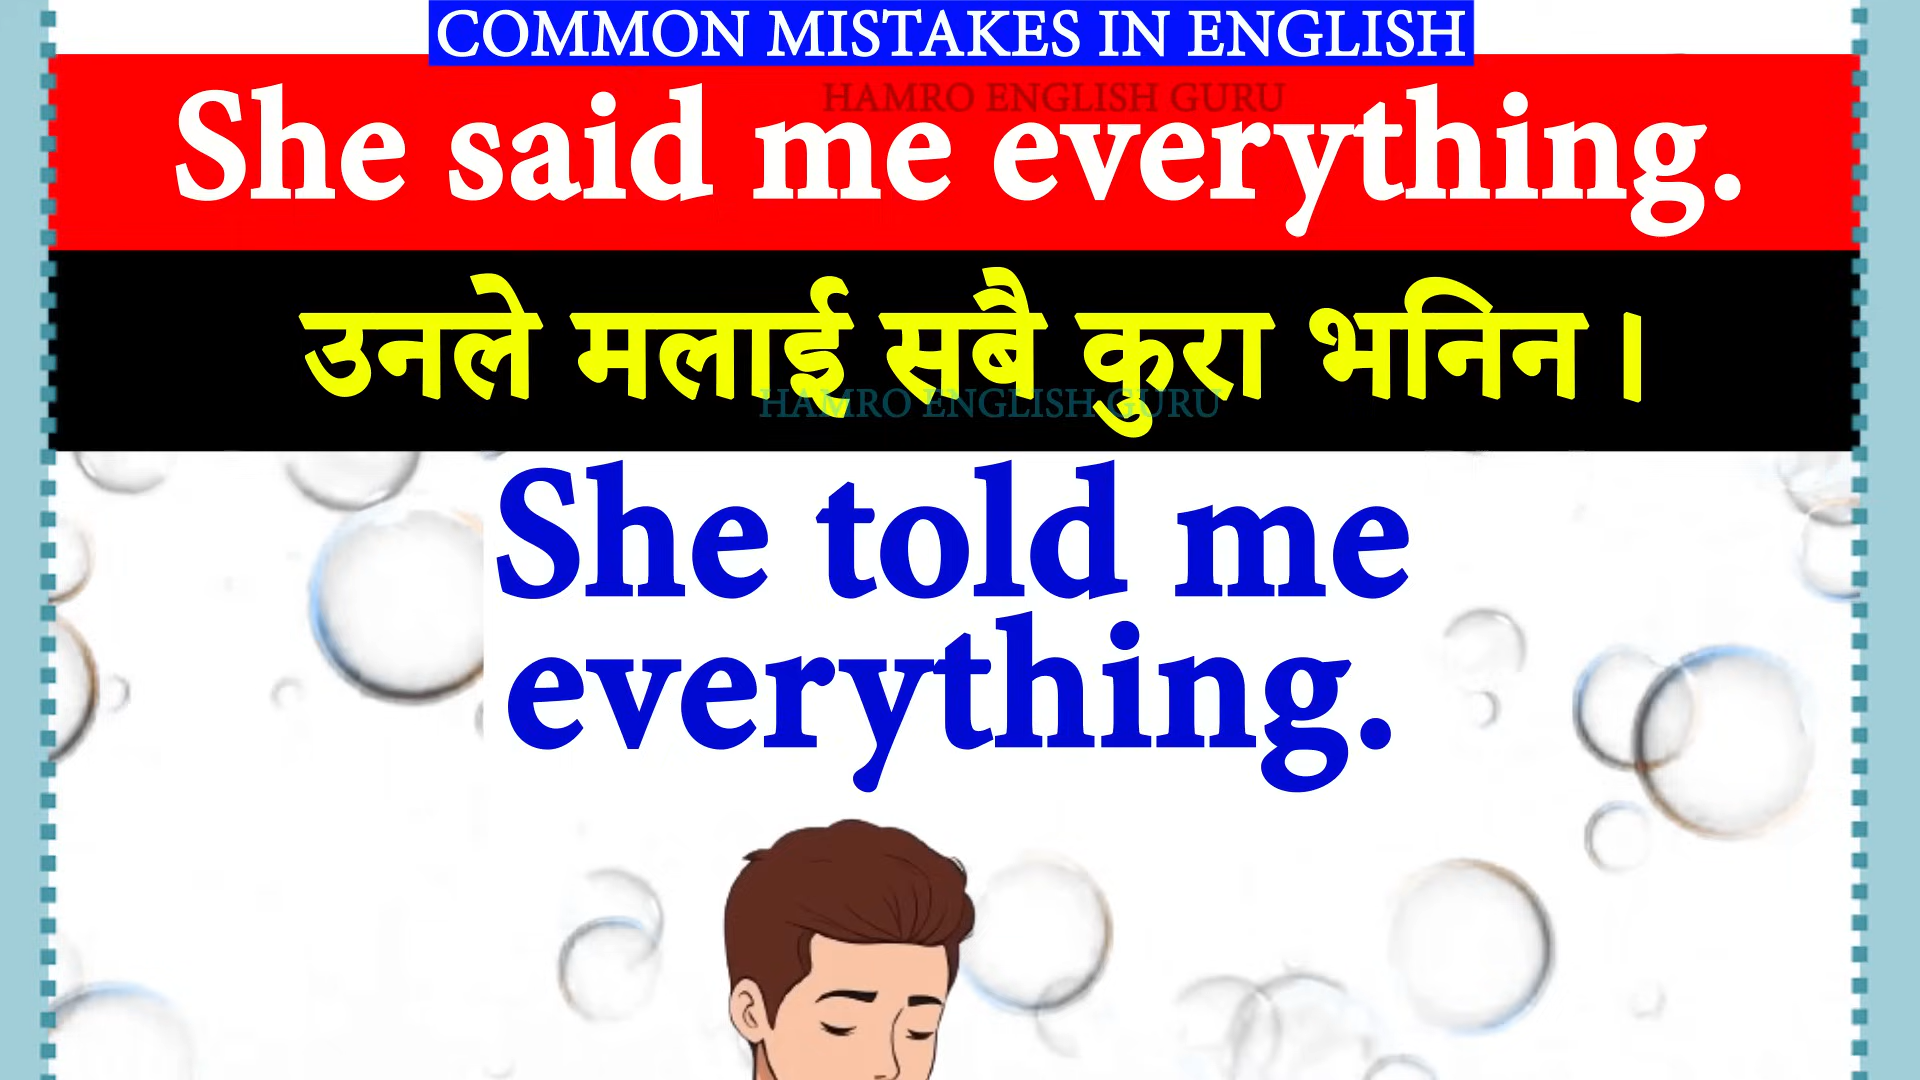 COMMON MISTAKES IN ENGLISH
HAMRO ENGLISH GURU
She said me everything.
उनले मलाई सबै कुरा भनिन ।
HAMRO ENGLISH GURU
She told me
everything.